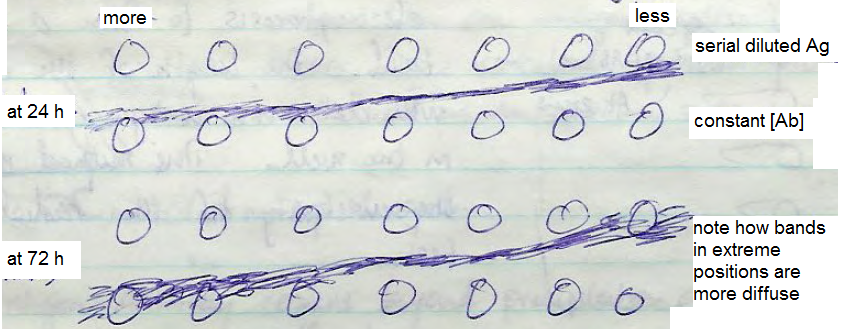 more
less
serial diluted Ag
at 24 h
constant [Ab]
at 72 h
note how bands
in extreme
positions are
more diffuse